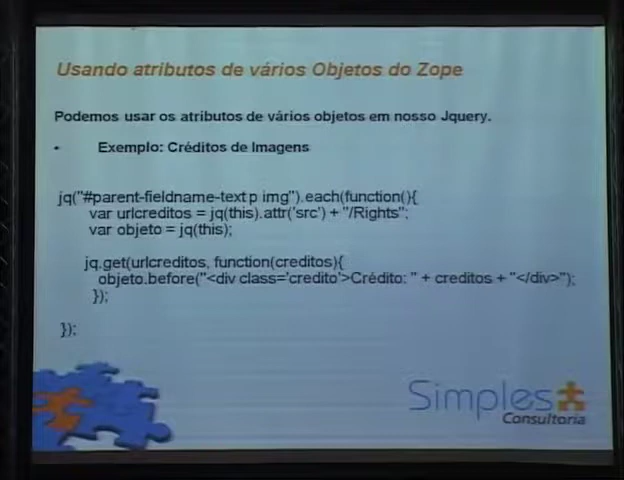 Usando atributos de vários Objetos do Zope
Podemos usar os atributos de vários objetos em nosso Jquery.
• Exemplo: Créditos de Imagens
jq("#parent-fieldname-text p img").each(function(){
var urlcreditos = jq(this).attr('src') + "/Rights";
var objeto = jq(this);
jq.get(urlcreditos, function(creditos){
objeto.before("<div class='credito'>Crédito: " + creditos + "</div>");
});
});
Simples
Consultoria